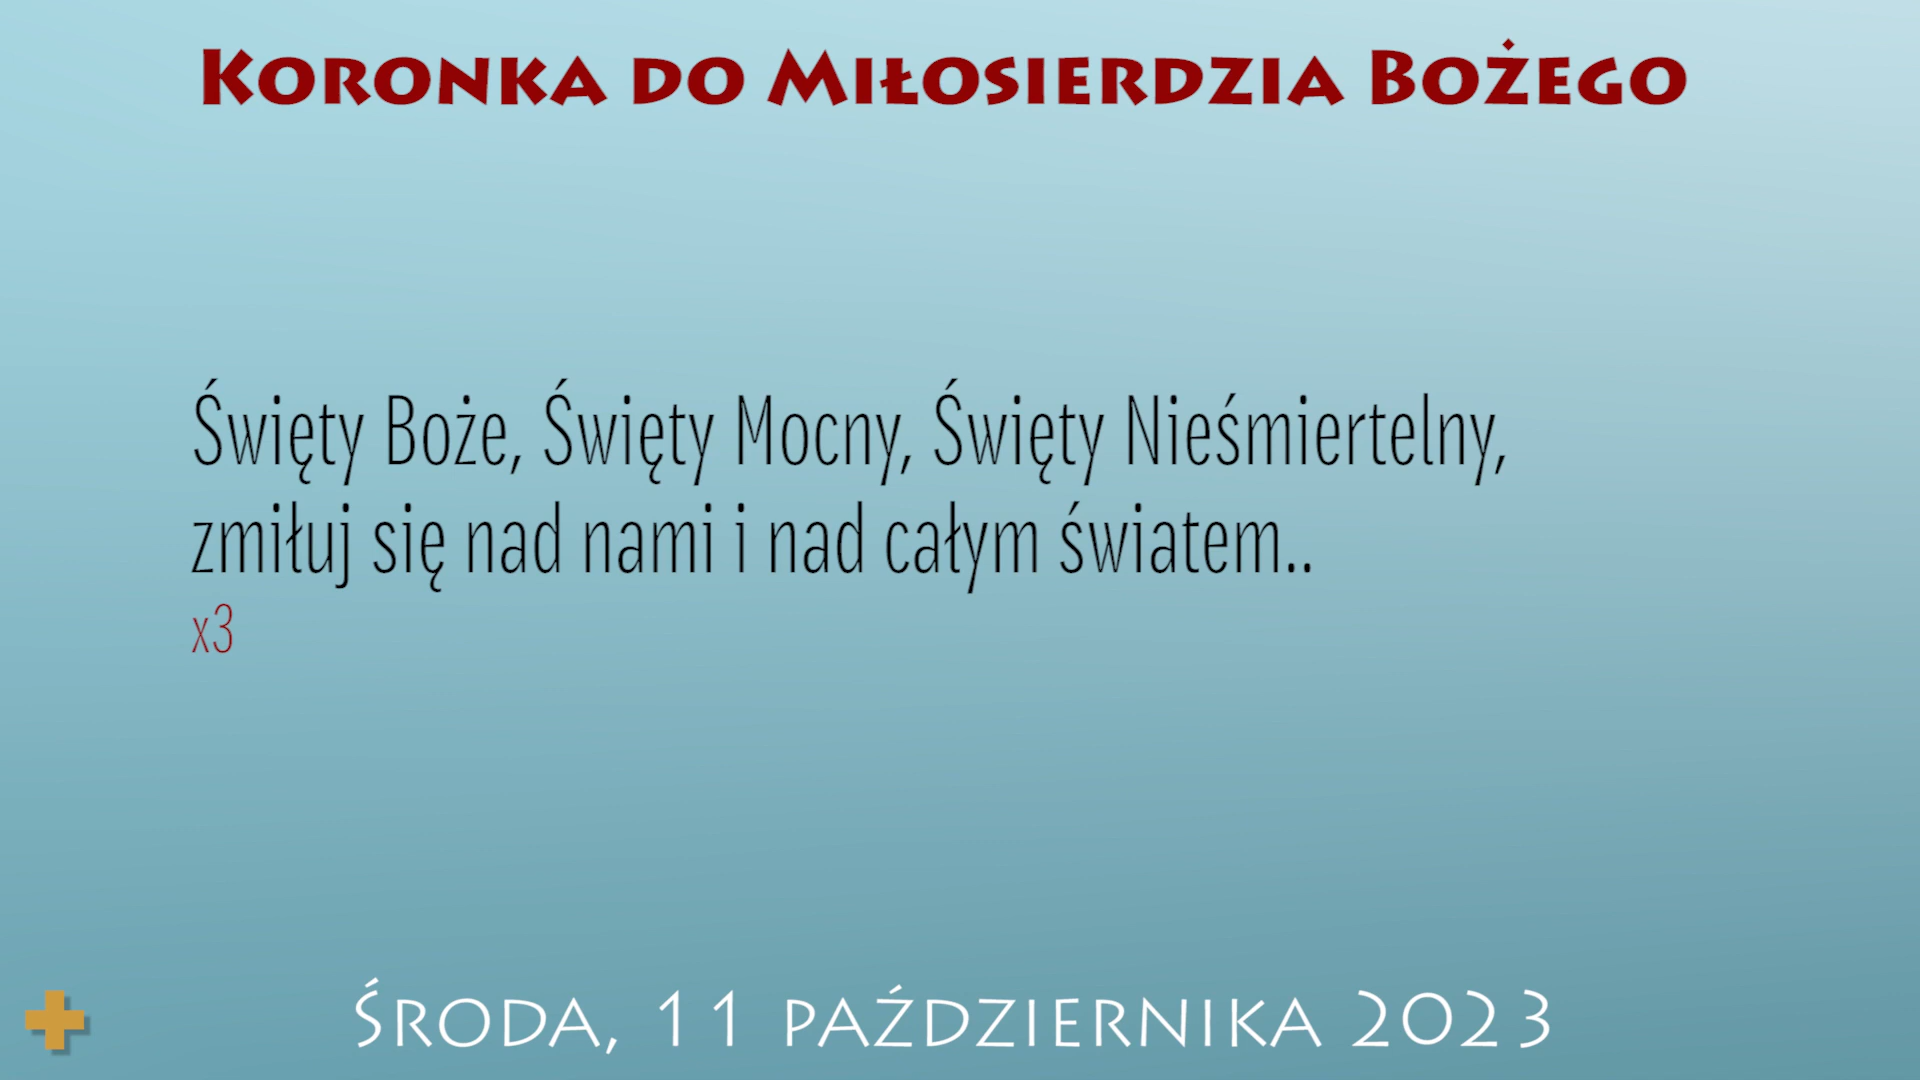 Koronka do Miłosierdzia Bożego
Święty Boże, Święty Mocny, Święty Nieśmiertelny,
zmiłuj się nad nami i nad całym światem..
x3
Środa, 11 października 2023